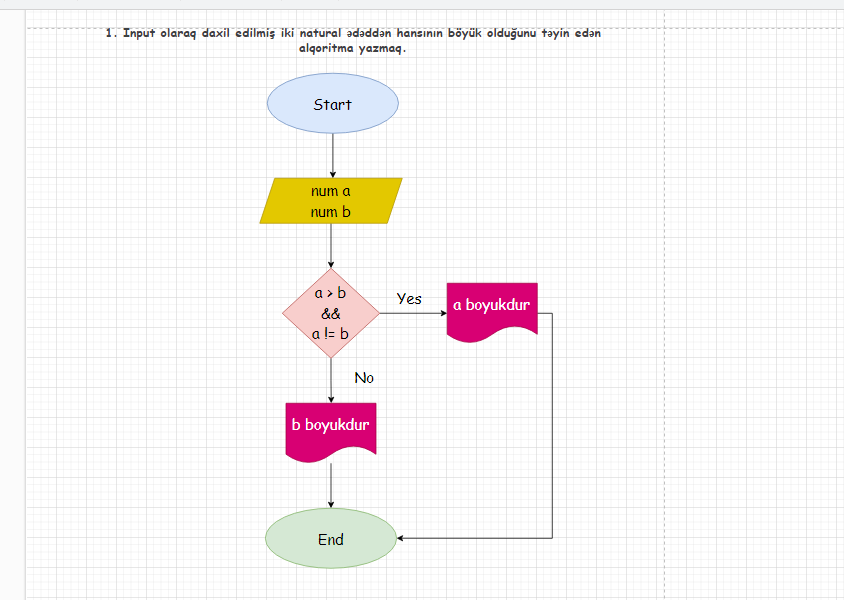 1. Input olaraq daxil edilmiş iki natural ədəddən hansının böyük olduğunu təyin edən
alqoritma yazmaq.
Start
num a
num b
a > b
&&
a != b
Yes
a boyukdur
No
b boyukdur
End